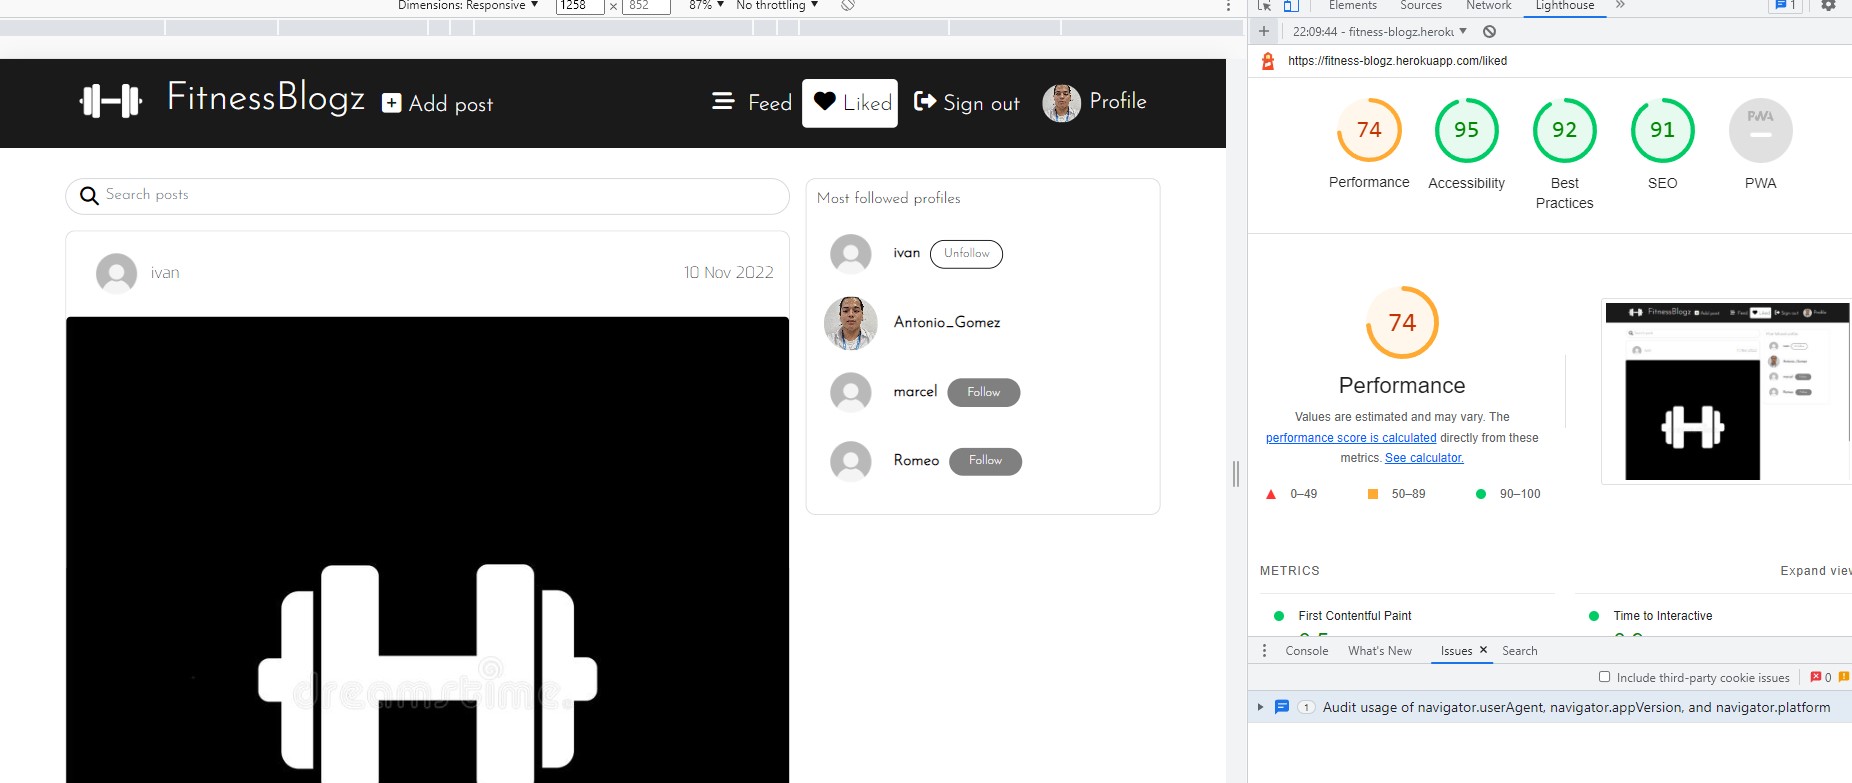 Dimensions: Responsive ▼ 1258 × 852 87% ▼ No throttling ▼
FitnessBlogz
Add post
Feed
Liked
Sign out
Profile
Search posts
ivan
10 Nov 2022
dreamstime.
Most followed profiles
ivan Unfollow
Antonio_Gomez
marcel Follow
Romeo Follow
Elements Sources Network Lighthouse » 1
+ 22:09:44 - fitness-blogz.heroku ▼
https://fitness-blogz.herokuapp.com/liked
74 95 92 91 PWA
Performance Accessibility Best Practices SEO PWA
74
Performance
Values are estimated and may vary. The
performance score is calculated directly from these
metrics. See calculator.
0–49 50–89 90–100
FitnessBlogz
METRICS
Expand view
First Contentful Paint
Time to Interactive
Console What's New Issues × Search
Include third-party cookie issues 0
1 Audit usage of navigator.userAgent, navigator.appVersion, and navigator.platform